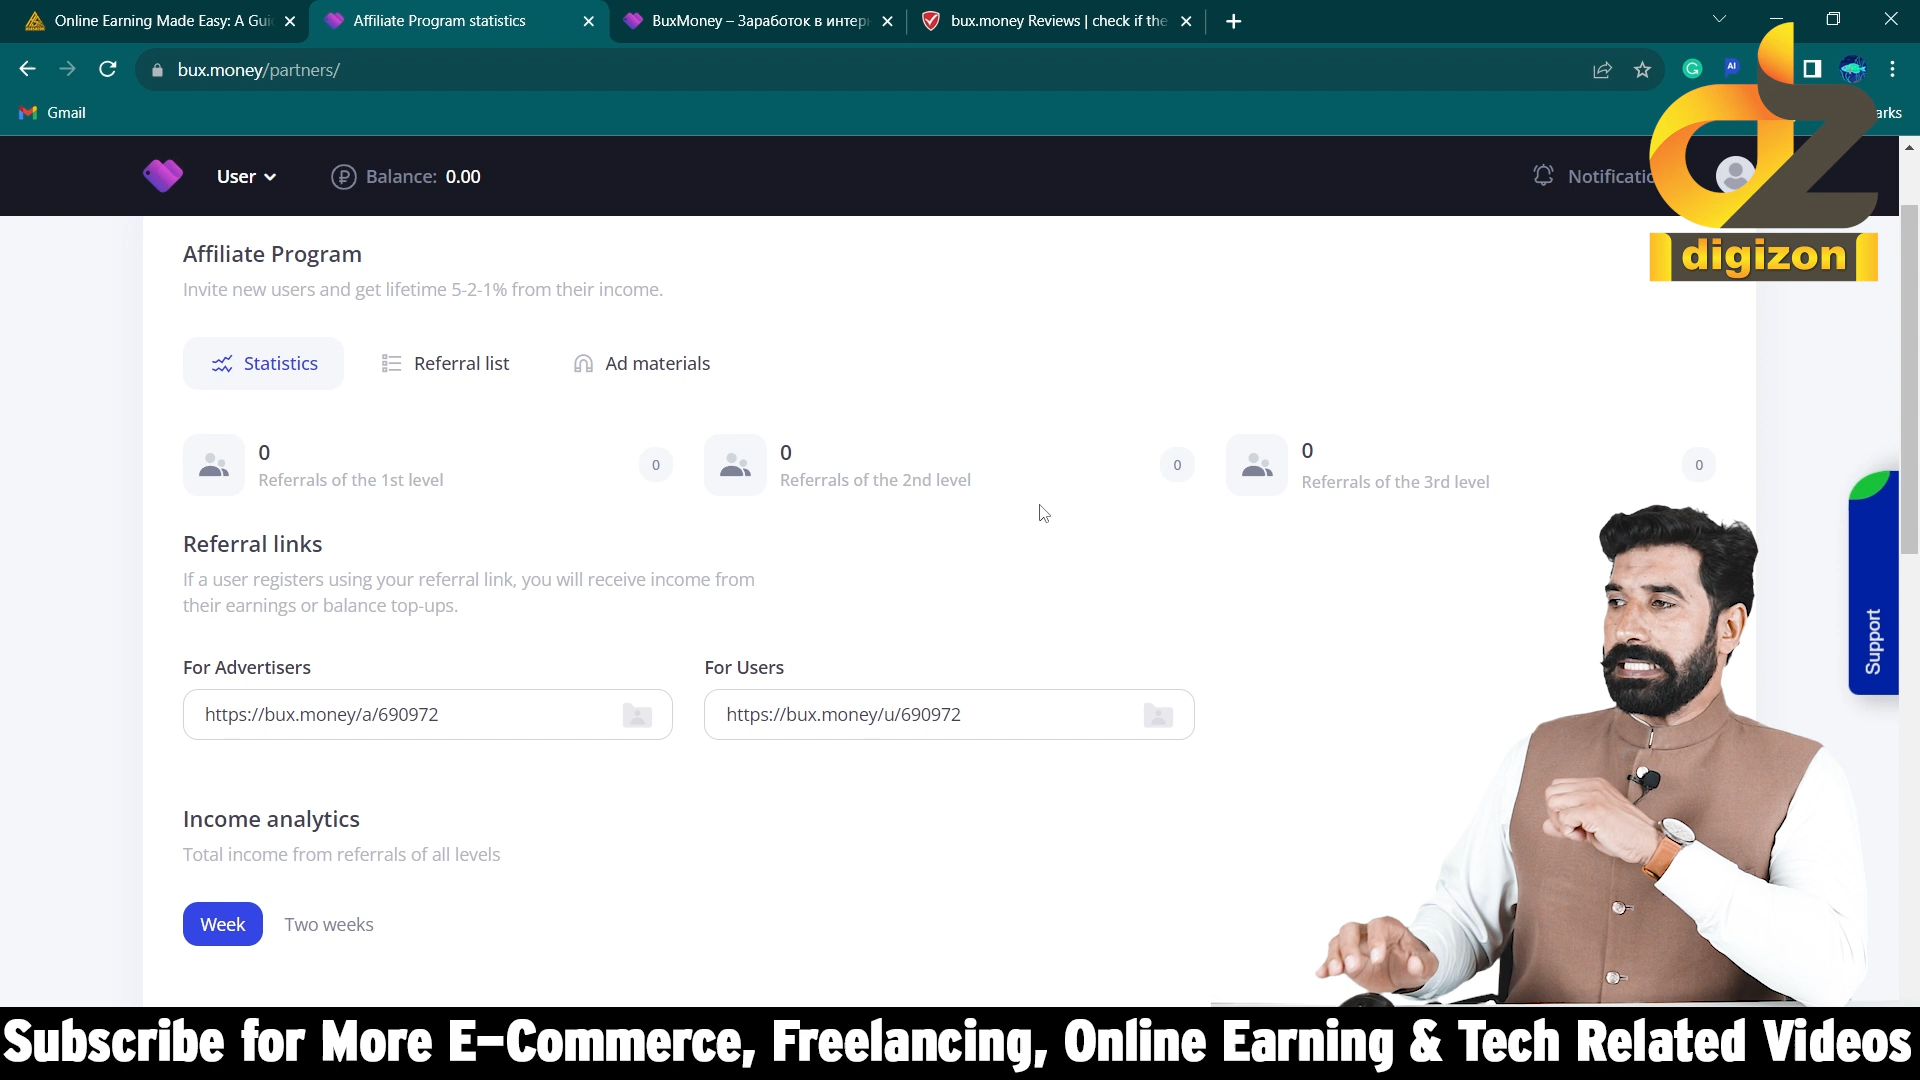 Online Earning Made Easy: A Gui
Affiliate Program statistics
BuxMoney – Заработок в интер
bux.money Reviews | check if the
bux.money/partners/
G
AI
Gmail
arks
User
Balance: 0.00
Notificatio
digizon
Affiliate Program
Invite new users and get lifetime 5-2-1% from their income.
Statistics
Referral list
Ad materials
0
Referrals of the 1st level
0
0
Referrals of the 2nd level
0
0
Referrals of the 3rd level
0
Referral links
If a user registers using your referral link, you will receive income from
their earnings or balance top-ups.
For Advertisers
For Users
https://bux.money/a/690972
https://bux.money/u/690972
Support
Income analytics
Total income from referrals of all levels
Week
Two weeks
Subscribe for More E-Commerce, Freelancing, Online Earning & Tech Related Videos